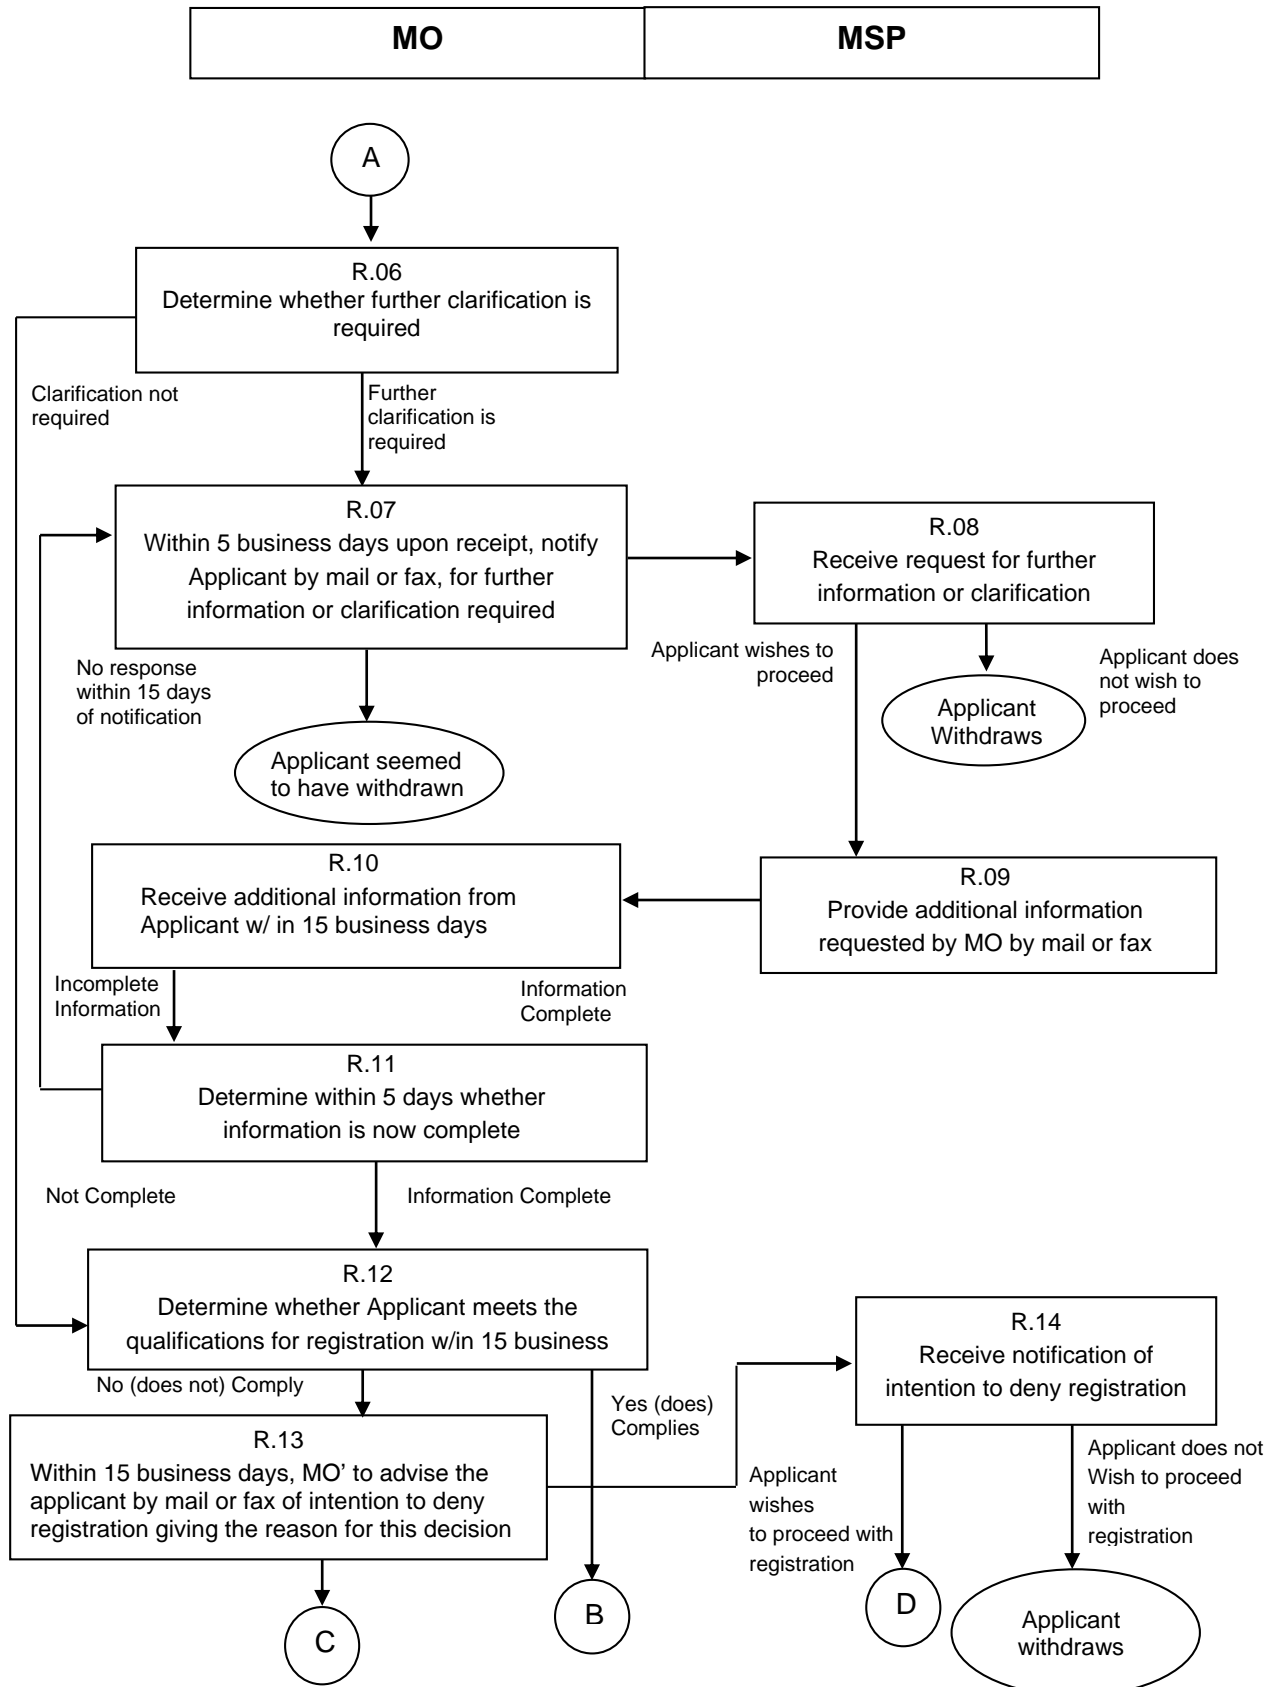 MO
MSP
A
R.06
Determine whether further clarification is
required
Clarification not
required
Further
clarification is
required
R.07
Within 5 business days upon receipt, notify
Applicant by mail or fax, for further
information or clarification required
R.08
Receive request for further
information or clarification
No response
within 15 days
of notification
Applicant wishes to
proceed
Applicant does
not wish to
proceed
Applicant
Withdraws
Applicant seemed
to have withdrawn
R.10
Receive additional information from
Applicant w/ in 15 business days
R.09
Provide additional information
requested by MO by mail or fax
Incomplete
Information
Information
Complete
R.11
Determine within 5 days whether
information is now complete
Not Complete
Information Complete
R.12
Determine whether Applicant meets the
qualifications for registration w/in 15 business
R.14
Receive notification of
intention to deny registration
No (does not) Comply
Yes (does)
Complies
R.13
Within 15 business days, MO’ to advise the
applicant by mail or fax of intention to deny
registration giving the reason for this decision
Applicant
wishes
to proceed with
registration
Applicant does not
Wish to proceed
with
registration
C
B
D
Applicant
withdraws